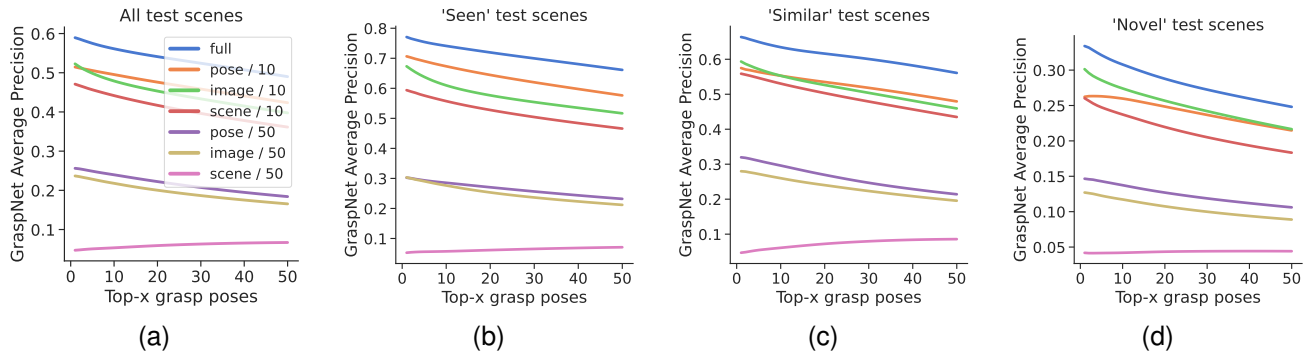 All test scenes
GraspNet Average Precision
0.6
0.5
0.4
0.3
0.2
0.1
full
pose / 10
image / 10
scene / 10
pose / 50
image / 50
scene / 50
0 10 20 30 40 50
Top-x grasp poses
(a)
'Seen' test scenes
GraspNet Average Precision
0.8
0.7
0.6
0.5
0.4
0.3
0.2
0.1
0 10 20 30 40 50
Top-x grasp poses
(b)
'Similar' test scenes
GraspNet Average Precision
0.6
0.5
0.4
0.3
0.2
0.1
0 10 20 30 40 50
Top-x grasp poses
(c)
'Novel' test scenes
GraspNet Average Precision
0.30
0.25
0.20
0.15
0.10
0.05
0 10 20 30 40 50
Top-x grasp poses
(d)